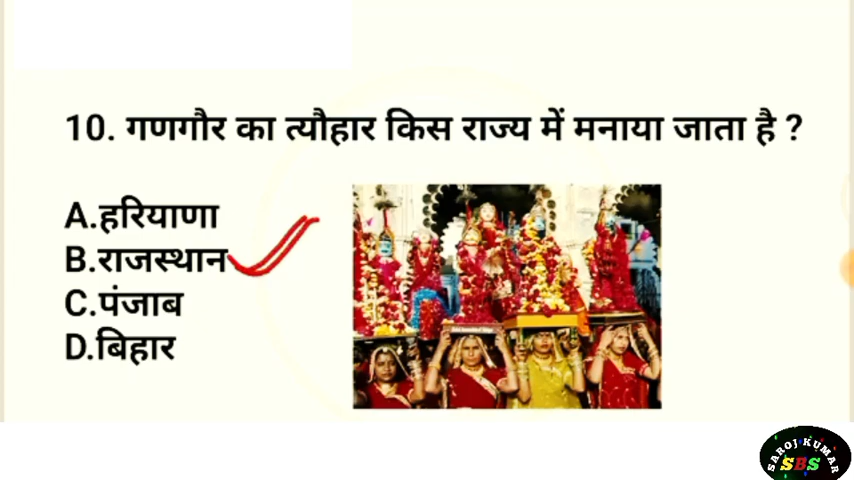 10. गणगौर का त्यौहार किस राज्य में मनाया जाता है ?
A.हरियाणा
B.राजस्थान
C.पंजाब
D.बिहार
SAROJ KUMAR
SBS